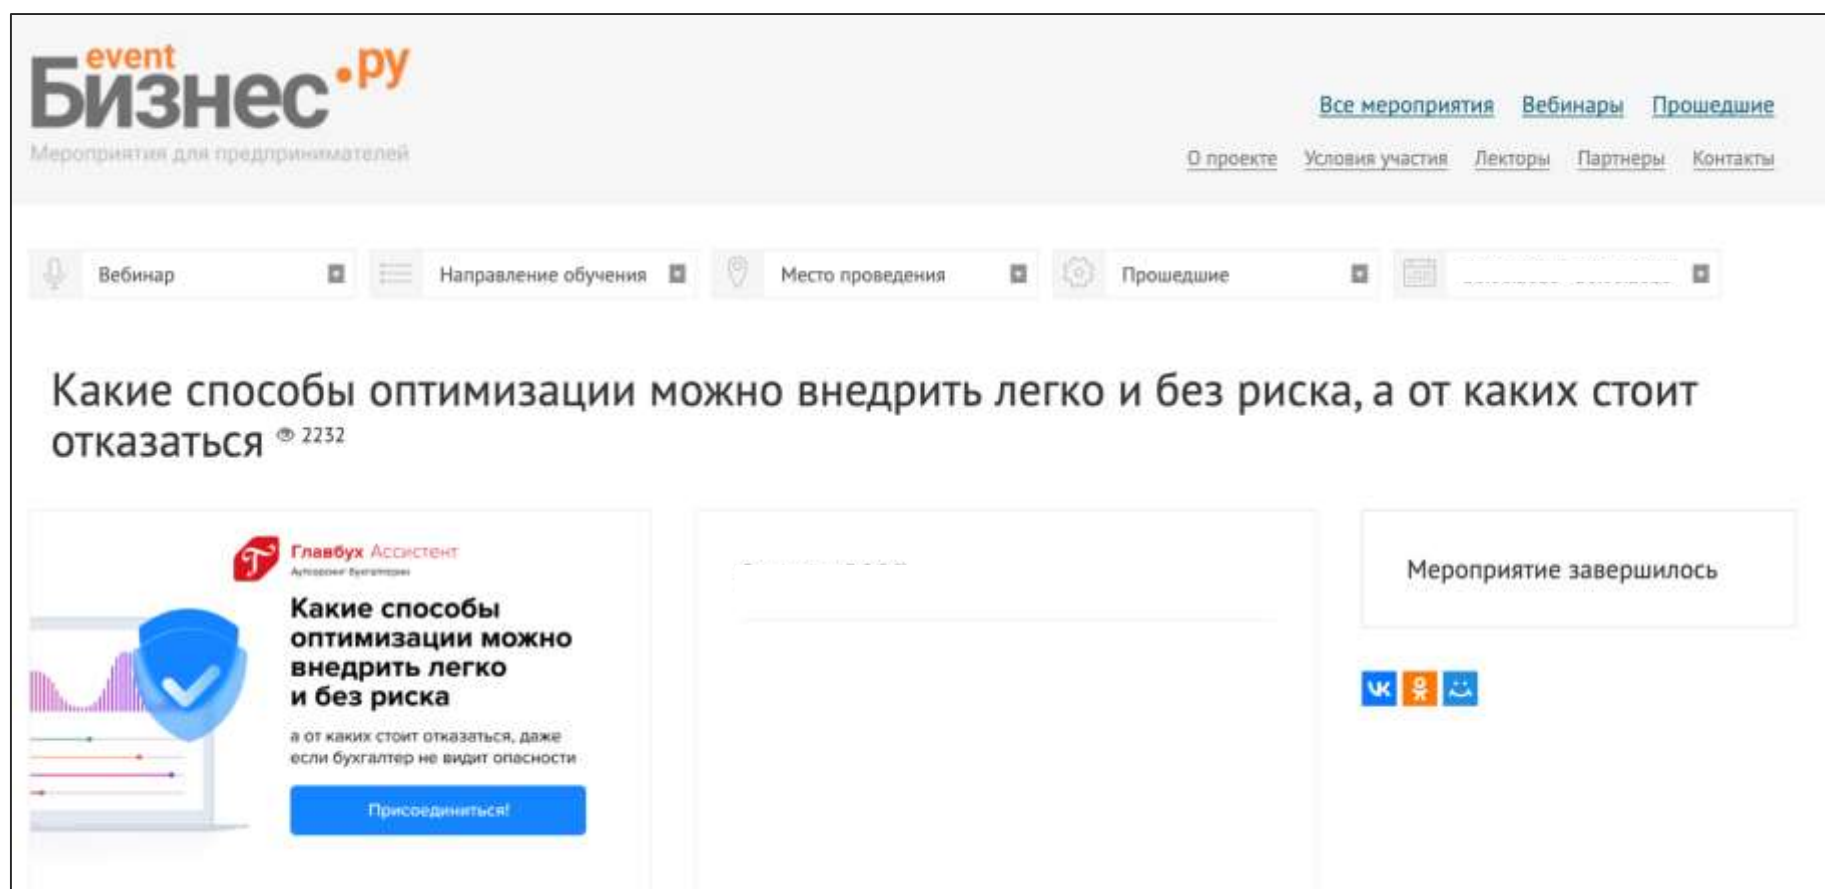 event
Бизнес.ру
Мероприятия для предпринимателей
Все мероприятия Вебинары Прошедшие
О проекте Условия участия Лекторы Партнеры Контакты
Вебинар Направление обучения Место проведения Прошедшие
Какие способы оптимизации можно внедрить легко и без риска, а от каких стоит
отказаться 2232
Главбух Ассистент
Аутсорсинг бухгалтерии
Какие способы
оптимизации можно
внедрить легко
и без риска
а от каких стоит отказаться, даже
если бухгалтер не видит опасности
Присоединиться!
Мероприятие завершилось